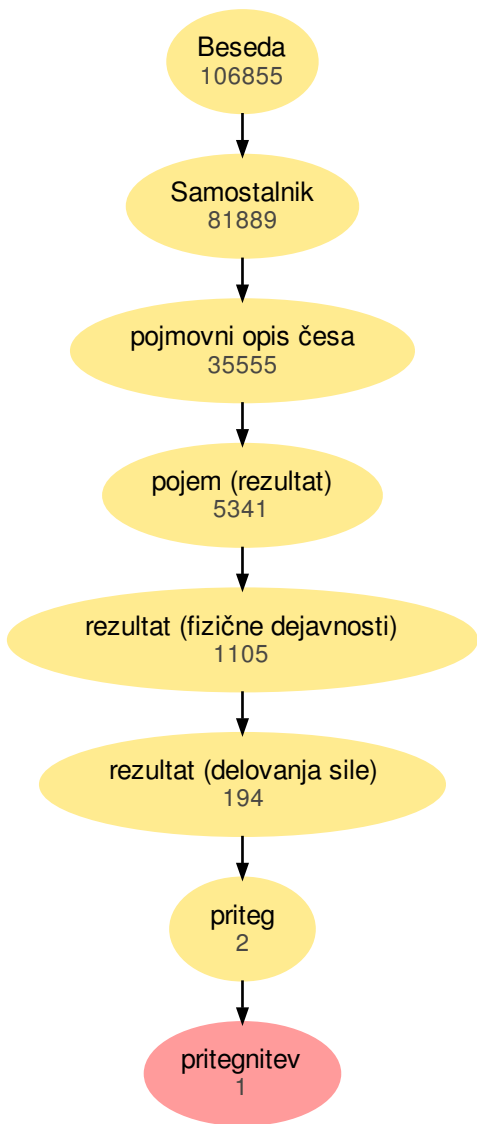 Beseda
106855
Samostalnik
81889
pojmovni opis česa
35555
pojem (rezultat)
5341
rezultat (fizične dejavnosti)
1105
rezultat (delovanja sile)
194
priteg
2
pritegnitev
1